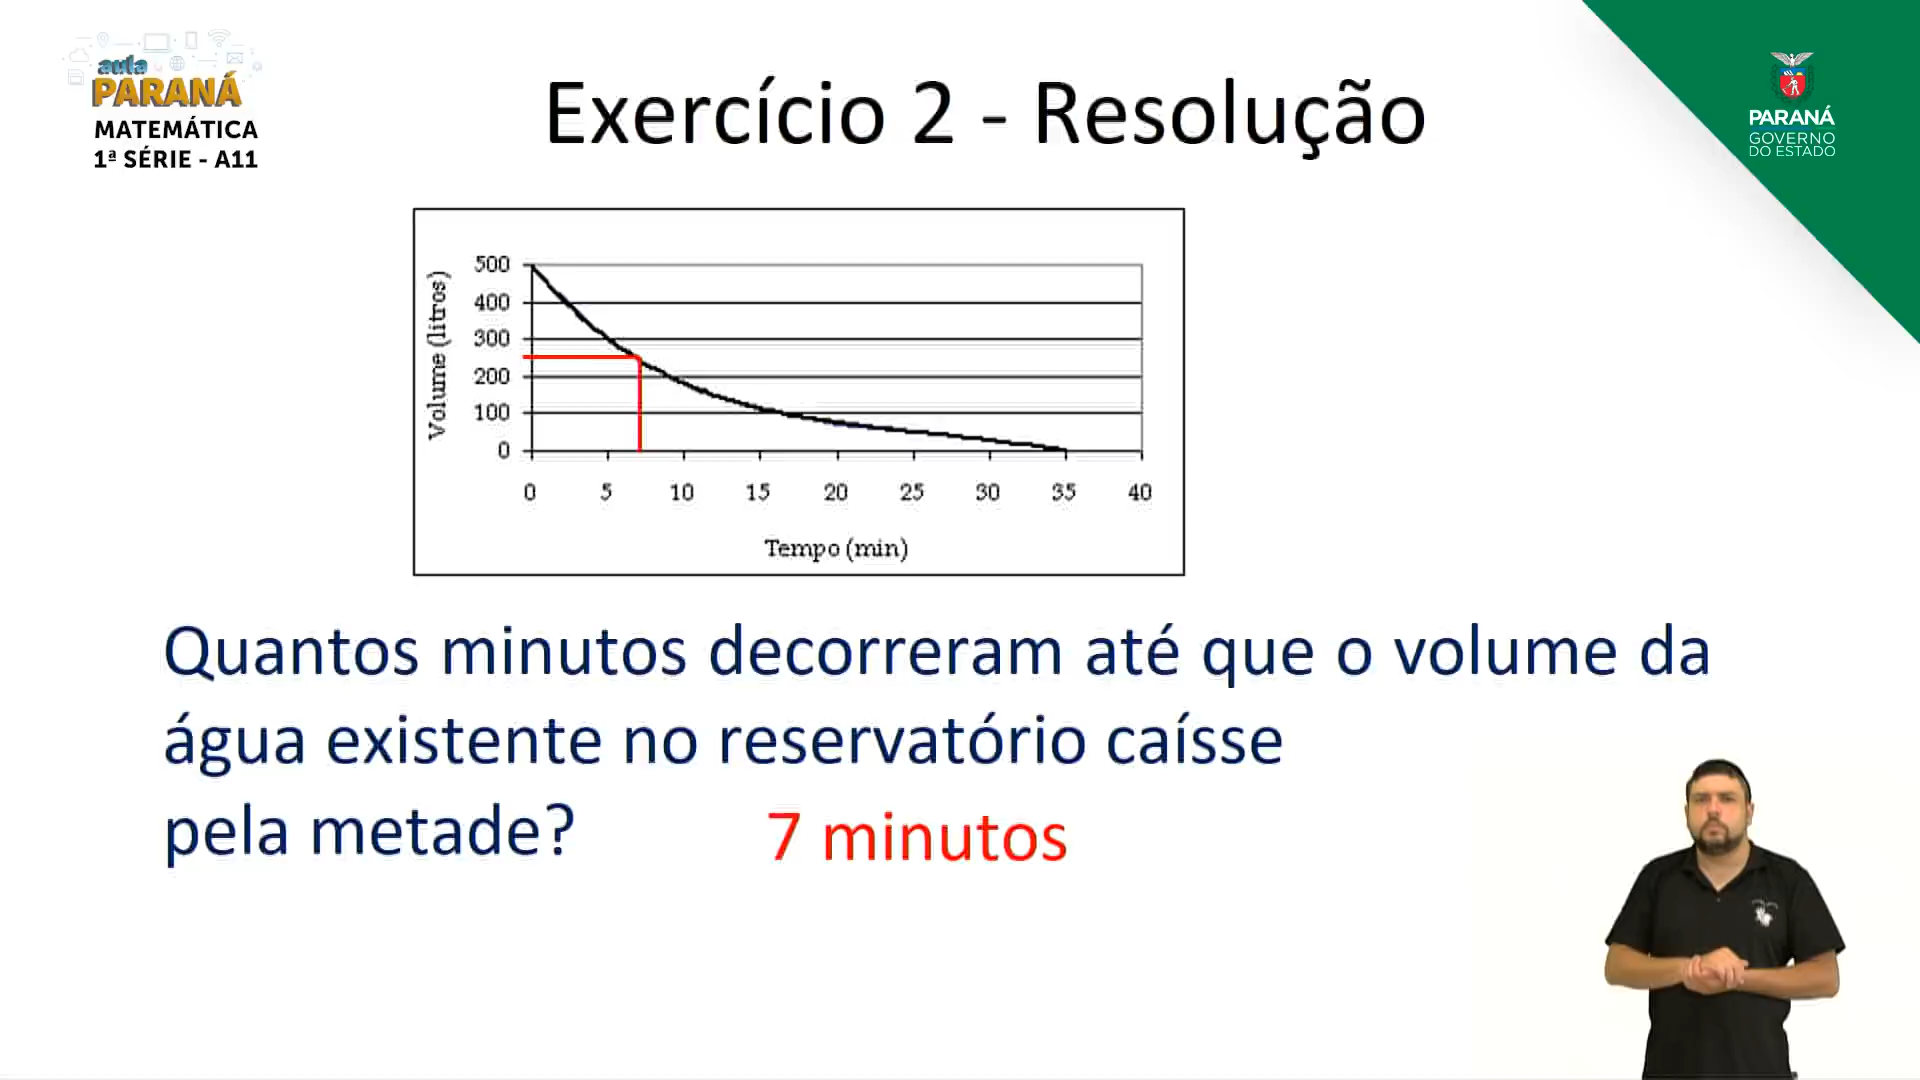 aula
PARANÁ
MATEMÁTICA
1ª SÉRIE - A11
Exercício 2 - Resolução
PARANÁ
GOVERNO
DO ESTADO
Volume (litros)
500
400
300
200
100
0
0 5 10 15 20 25 30 35 40
Tempo (min)
Quantos minutos decorreram até que o volume da
água existente no reservatório caísse
pela metade? 7 minutos